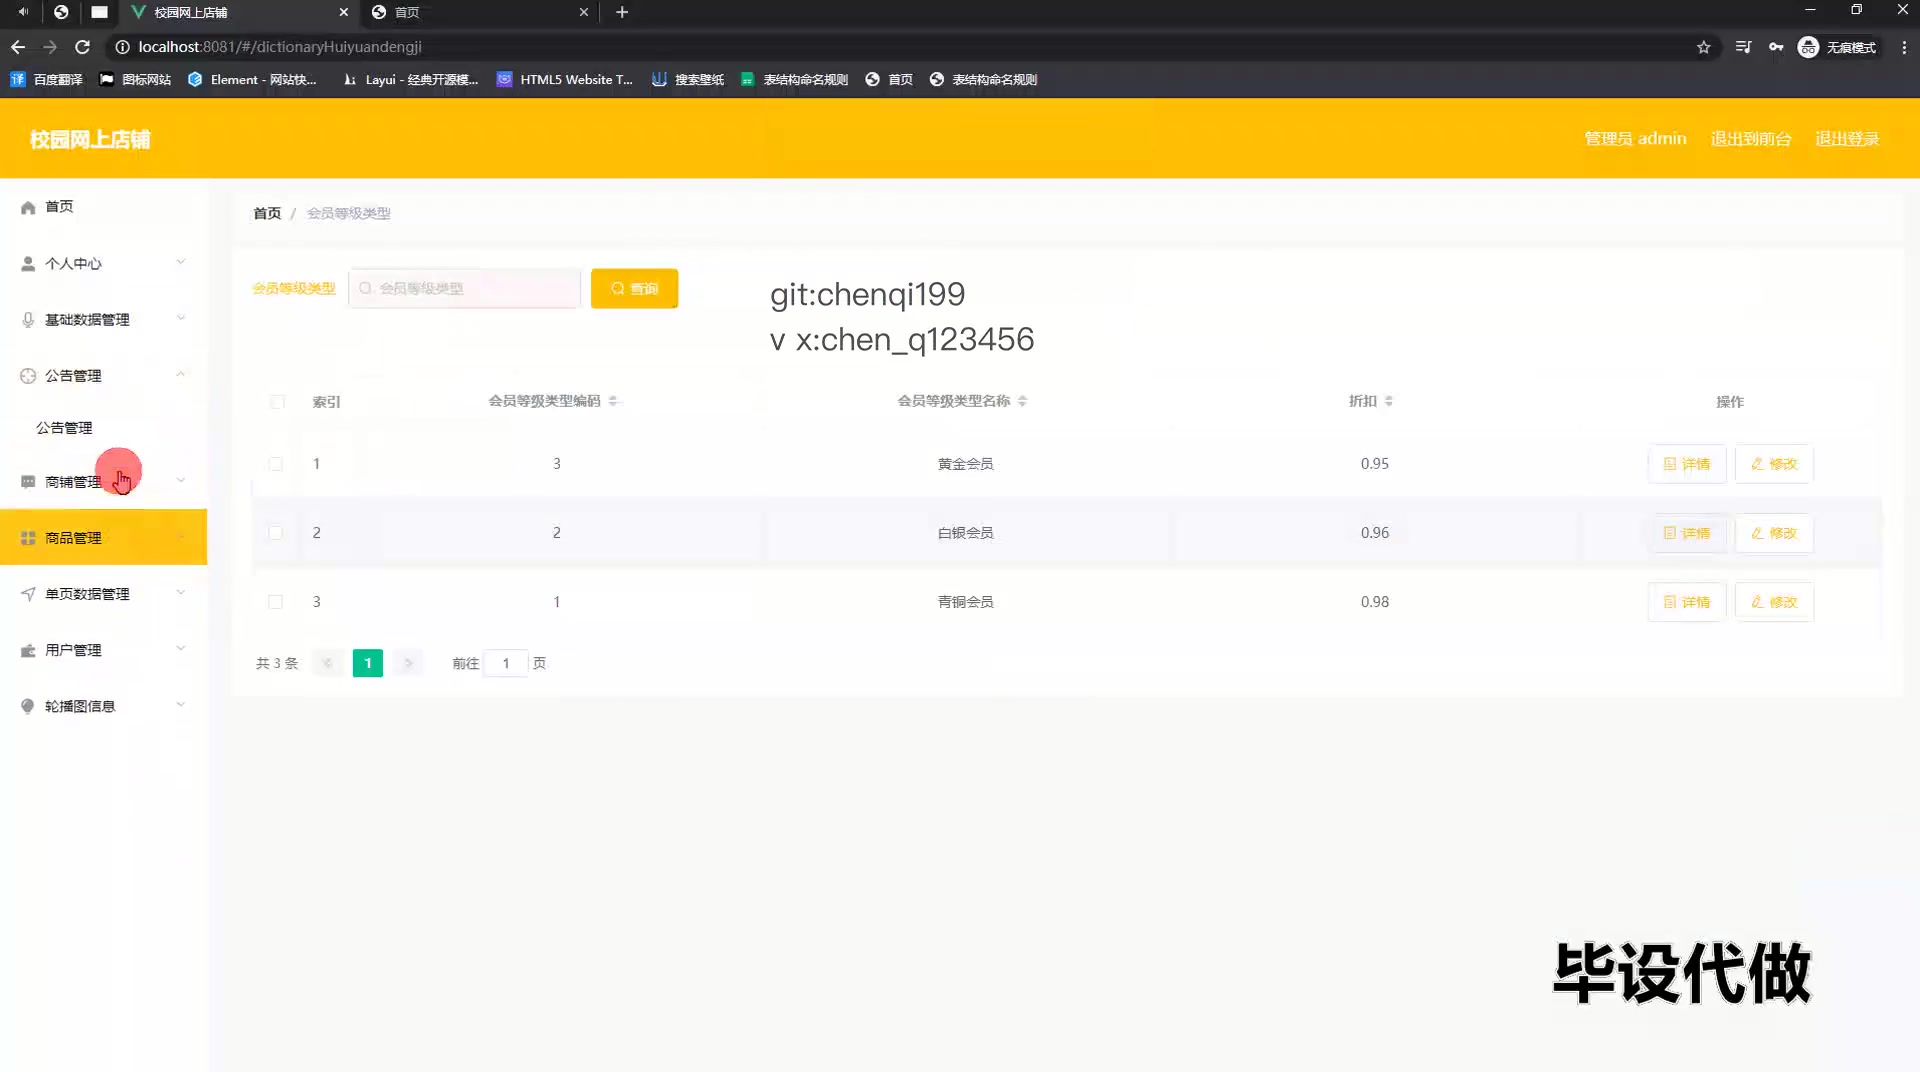 校园网上店铺
首页
localhost:8081/#/dictionaryHuiyuandengji
无痕模式
百度翻译
图标网站
Element - 网站快...
Layui - 经典开源模...
HTML5 Website T...
搜索壁纸
表结构命名规则
首页
表结构命名规则
校园网上店铺
管理员 admin
退出到前台
退出登录
首页
个人中心
基础数据管理
公告管理
公告管理
商铺管理
商品管理
单页数据管理
用户管理
轮播图信息
首页 / 会员等级类型
会员等级类型 会员等级类型 查询
git:chenqi199
v x:chen_q123456
索引 会员等级类型编码 会员等级类型名称 折扣 操作
1 3 黄金会员 0.95 详情 修改
2 2 白银会员 0.96 详情 修改
3 1 青铜会员 0.98 详情 修改
共 3 条 < 1 > 前往 1 页
毕设代做